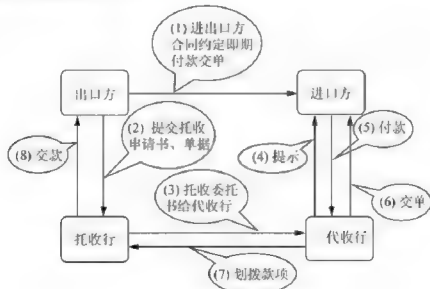 (1) 进出口方
合同约定即期
付款交单
出口方
进口方
(2) 提交托收
申请书、单据
(5) 付款
(8) 交款
(4) 提示
(3) 托收委托
书给代收行
(6) 交单
托收行
代收行
(7) 划拨款项